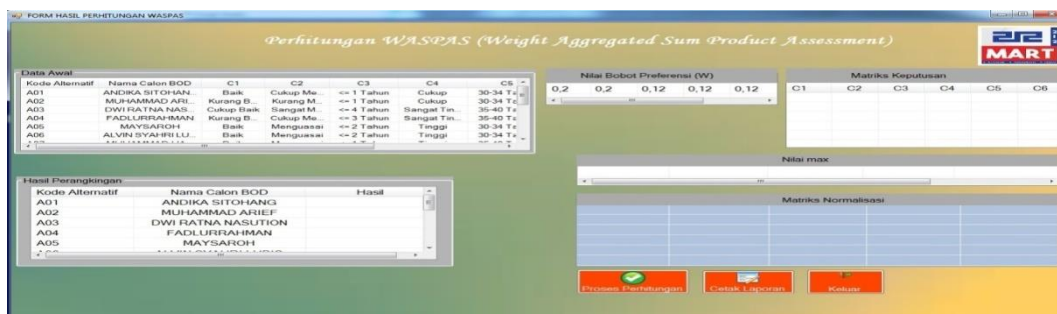 FORM HASIL PERHITUNGAN WASPAS
Perhitungan WASPAS (Weight Aggregated Sum Product Assessment)
212
MART
Data Awal
Kode Alternatif Nama Calon BOD C1 C2 C3 C4 C5
A01 ANDIKA SITOHAN... Baik Cukup Me... <= 1 Tahun Cukup 30-34 Ta
A02 MUHAMMAD ARI... Kurang B... Kurang M... <= 1 Tahun Cukup 30-34 Ta
A03 DWI RATNA NAS... Cukup Baik Sangat M... <= 4 Tahun Sangat Tin... 35-40 Ta
A04 FADLURRAHMAN Kurang B... Cukup Me... <= 3 Tahun Sangat Tin... 35-40 Ta
A05 MAYSAROH Baik Menguasai <= 2 Tahun Tinggi 30-34 Ta
A06 ALVIN SYAHRI LU... Baik Menguasai <= 2 Tahun Tinggi 30-34 Ta
Nilai Bobot Preferensi (W)
0,2 0,2 0,12 0,12 0,12
Matriks Keputusan
C1 C2 C3 C4 C5 C6
Nilai max
Hasil Perangkingan
Kode Alternatif Nama Calon BOD Hasil
A01 ANDIKA SITOHANG
A02 MUHAMMAD ARIEF
A03 DWI RATNA NASUTION
A04 FADLURRAHMAN
A05 MAYSAROH
Matriks Normalisasi
Proses Perhitungan Cetak Laporan Keluar